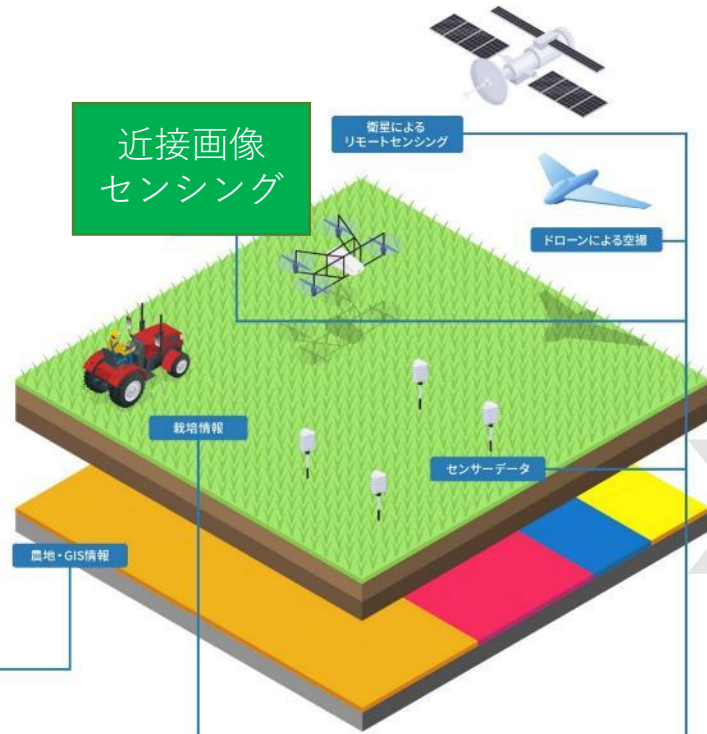 近接画像
センシング
衛星による
リモートセンシング
ドローンによる空撮
栽培情報
センサーデータ
農地・GIS情報